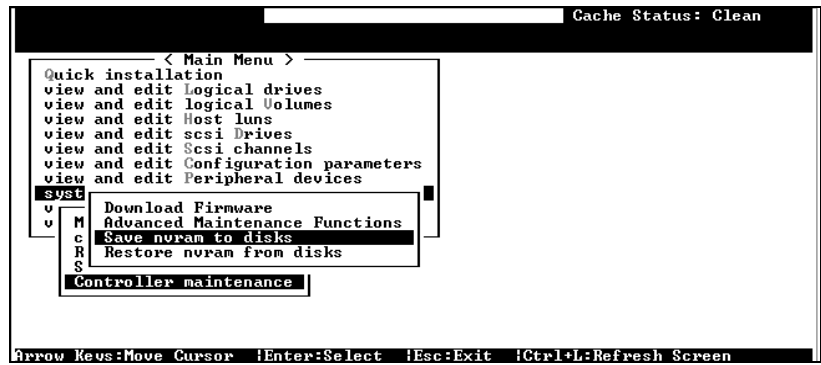 Cache Status: Clean
< Main Menu >
Quick installation
view and edit Logical drives
view and edit logical Volumes
view and edit Host luns
view and edit scsi Drives
view and edit Scsi channels
view and edit Configuration parameters
view and edit Peripheral devices
syst
v
Download Firmware
v M Advanced Maintenance Functions
c Save nvram to disks
R Restore nvram from disks
S
Controller maintenance
Arrow Keys:Move Cursor |Enter:Select |Esc:Exit |Ctrl+L:Refresh Screen